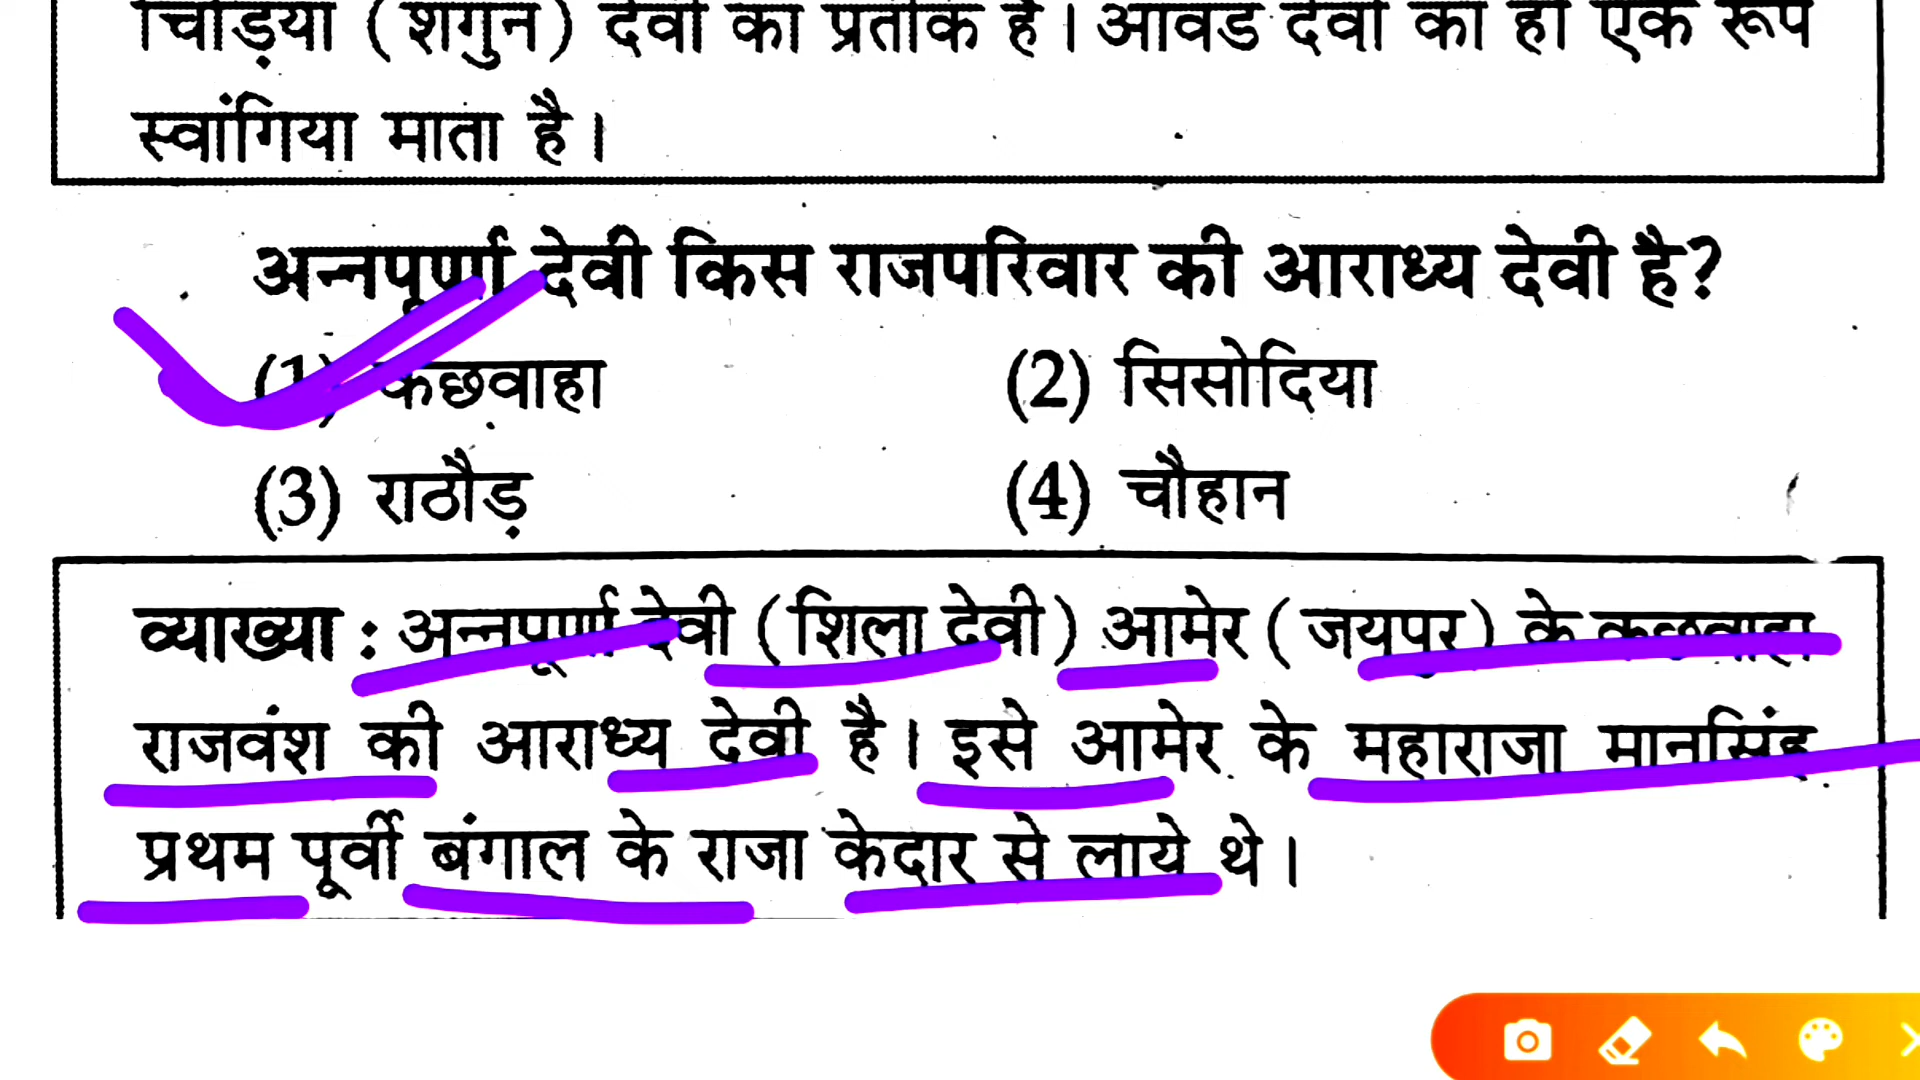 चिड़िया (शगुन) देवी का प्रतीक है। आवड देवी का ही एक रूप
स्वांगिया माता है।
अन्नपूर्णा देवी किस राजपरिवार की आराध्य देवी है?
(1) कछवाहा (2) सिसोदिया
(3) राठौड़ (4) चौहान
व्याख्या : अन्नपूर्णा देवी (शिला देवी) आमेर (जयपुर) के कछवाहा
राजवंश की आराध्य देवी है। इसे आमेर के महाराजा मानसिंह
प्रथम पूर्वी बंगाल के राजा केदार से लाये थे।